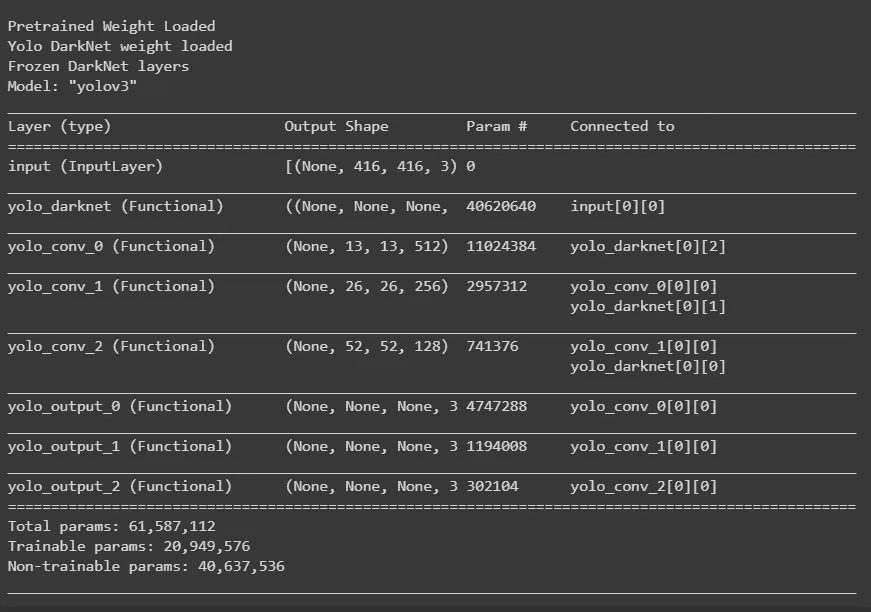 Pretrained Weight Loaded
Yolo DarkNet weight loaded
Frozen DarkNet layers
Model: "yolov3"
Layer (type) Output Shape Param # Connected to
input (InputLayer) [(None, 416, 416, 3) 0
yolo_darknet (Functional) ((None, None, None, 40620640 input[0][0]
yolo_conv_0 (Functional) (None, 13, 13, 512) 11024384 yolo_darknet[0][2]
yolo_conv_1 (Functional) (None, 26, 26, 256) 2957312 yolo_conv_0[0][0]
yolo_darknet[0][1]
yolo_conv_2 (Functional) (None, 52, 52, 128) 741376 yolo_conv_1[0][0]
yolo_darknet[0][0]
yolo_output_0 (Functional) (None, None, None, 3 4747288 yolo_conv_0[0][0]
yolo_output_1 (Functional) (None, None, None, 3 1194008 yolo_conv_1[0][0]
yolo_output_2 (Functional) (None, None, None, 3 302104 yolo_conv_2[0][0]
Total params: 61,587,112
Trainable params: 20,949,576
Non-trainable params: 40,637,536